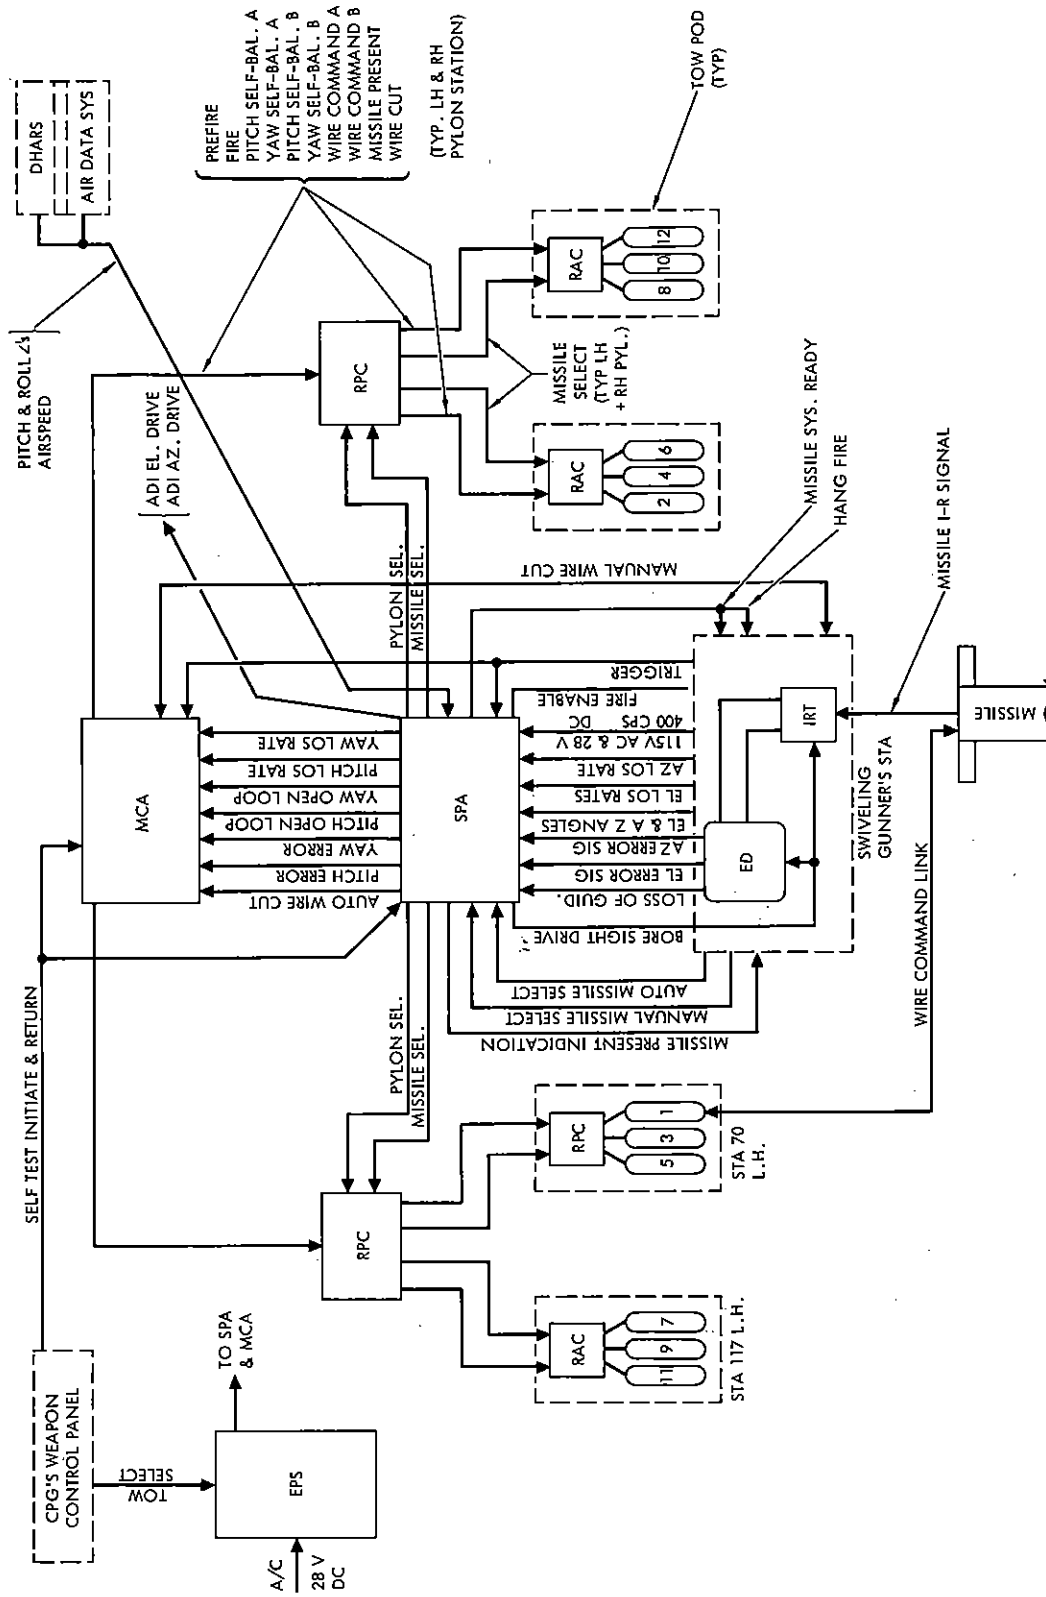 CPG'S WEAPON
CONTROL PANEL
TOW
SELECT
A/C
28 V
DC
EPS
TO SPA
& MCA
SELF TEST INITIATE & RETURN
MCA
AUTO WIRE CUT
PITCH ERROR
YAW ERROR
PITCH OPEN LOOP
YAW OPEN LOOP
PITCH LOS RATE
YAW LOS RATE
PITCH & ROLL ∠'s
AIRSPEED
DHARS
AIR DATA SYS
ADI EL. DRIVE
ADI AZ. DRIVE
PREFIRE
FIRE
PITCH SELF-BAL. A
YAW SELF-BAL. A
PITCH SELF-BAL. B
YAW SELF-BAL. B
WIRE COMMAND A
WIRE COMMAND B
MISSILE PRESENT
WIRE CUT
(TYP. LH & RH
PYLON STATION)
RPC
PYLON SEL.
MISSILE SEL.
SPA
PYLON SEL.
MISSILE SEL.
RPC
MISSILE PRESENT INDICATION
MANUAL MISSILE SELECT
AUTO MISSILE SELECT
BORE SIGHT DRIVE
LOSS OF GUID.
EL ERROR SIG
AZ ERROR SIG
EL & A Z ANGLES
EL LOS RATES
AZ LOS RATE
115V AC & 28 V
400 CPS DC
FIRE ENABLE
TRIGGER
MANUAL WIRE CUT
MISSILE
SELECT
(TYP LH
+ RH PYL.)
RAC
11
9
7
STA 117 L.H.
RPC
5
3
1
STA 70
L.H.
ED
IRT
SWIVELING
GUNNER'S STA
RAC
2
4
6
RAC
8
10
12
TOW POD
(TYP)
MISSILE SYS. READY
HANG FIRE
WIRE COMMAND LINK
MISSILE I-R SIGNAL
MISSILE